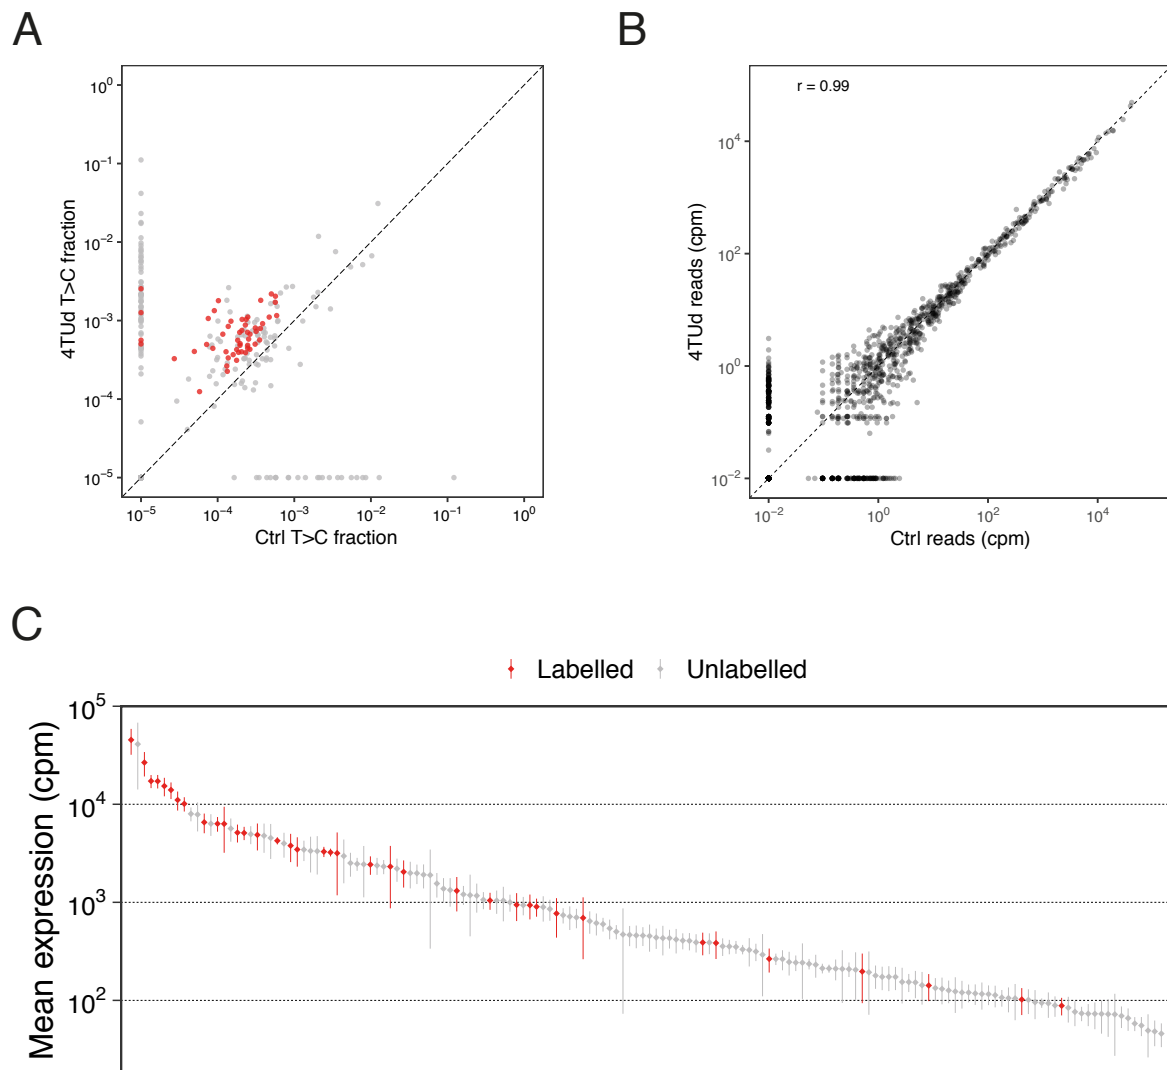 A
B
10⁰
10⁻¹
10⁻²
10⁻³
10⁻⁴
10⁻⁵
4TUd T>C fraction
10⁻⁵ 10⁻⁴ 10⁻³ 10⁻² 10⁻¹ 10⁰
Ctrl T>C fraction
r = 0.99
10⁴
10²
10⁰
10⁻²
4TUd reads (cpm)
10⁻² 10⁰ 10² 10⁴
Ctrl reads (cpm)
C
Labelled Unlabelled
10⁵
10⁴
10³
10²
Mean expression (cpm)